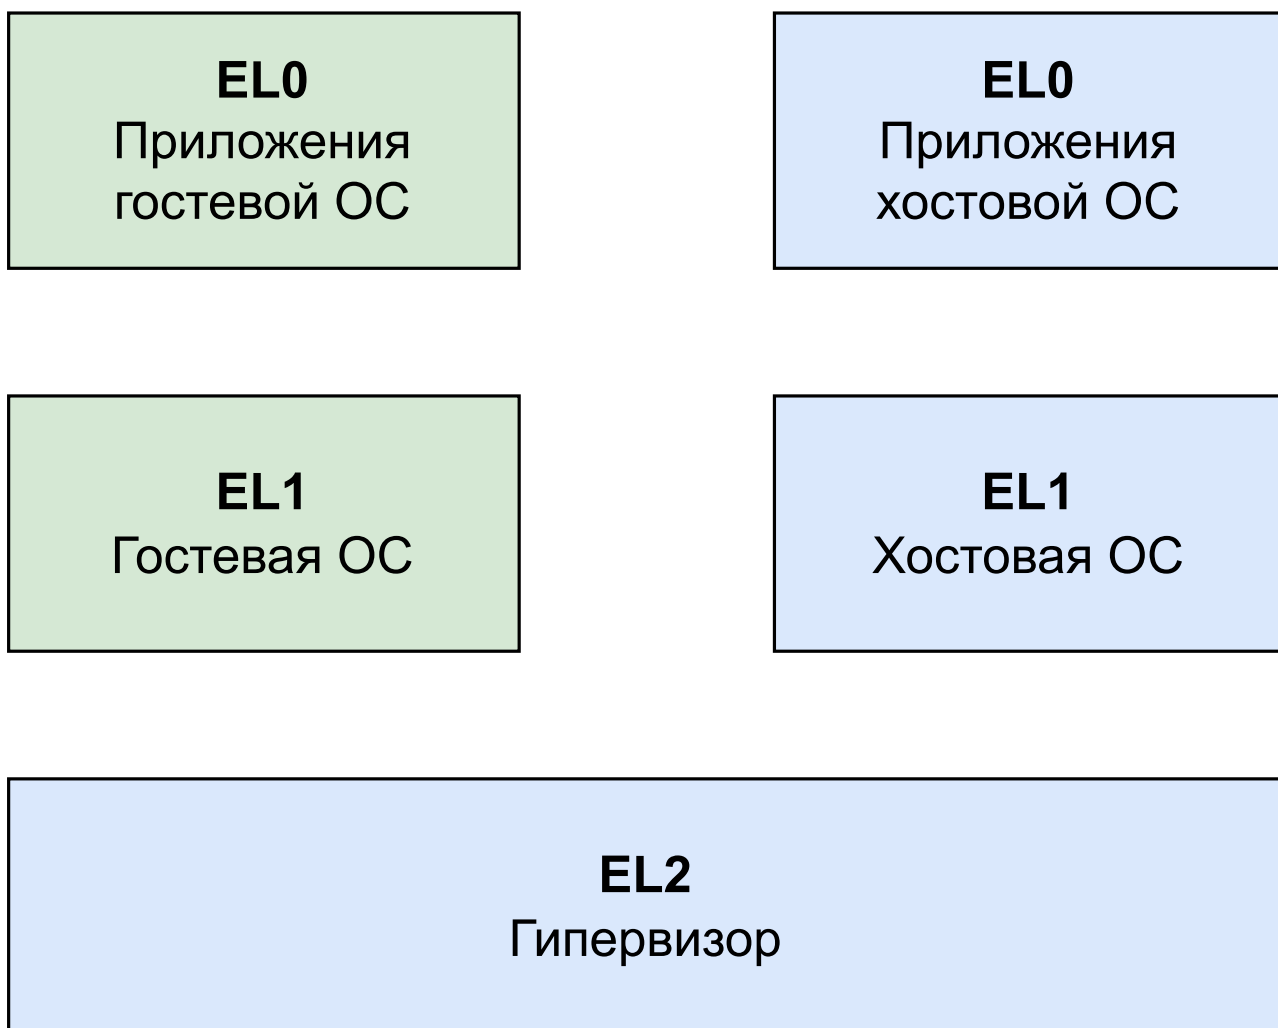 EL0
Приложения
гостевой ОС
EL0
Приложения
хостовой ОС
EL1
Гостевая ОС
EL1
Хостовая ОС
EL2
Гипервизор